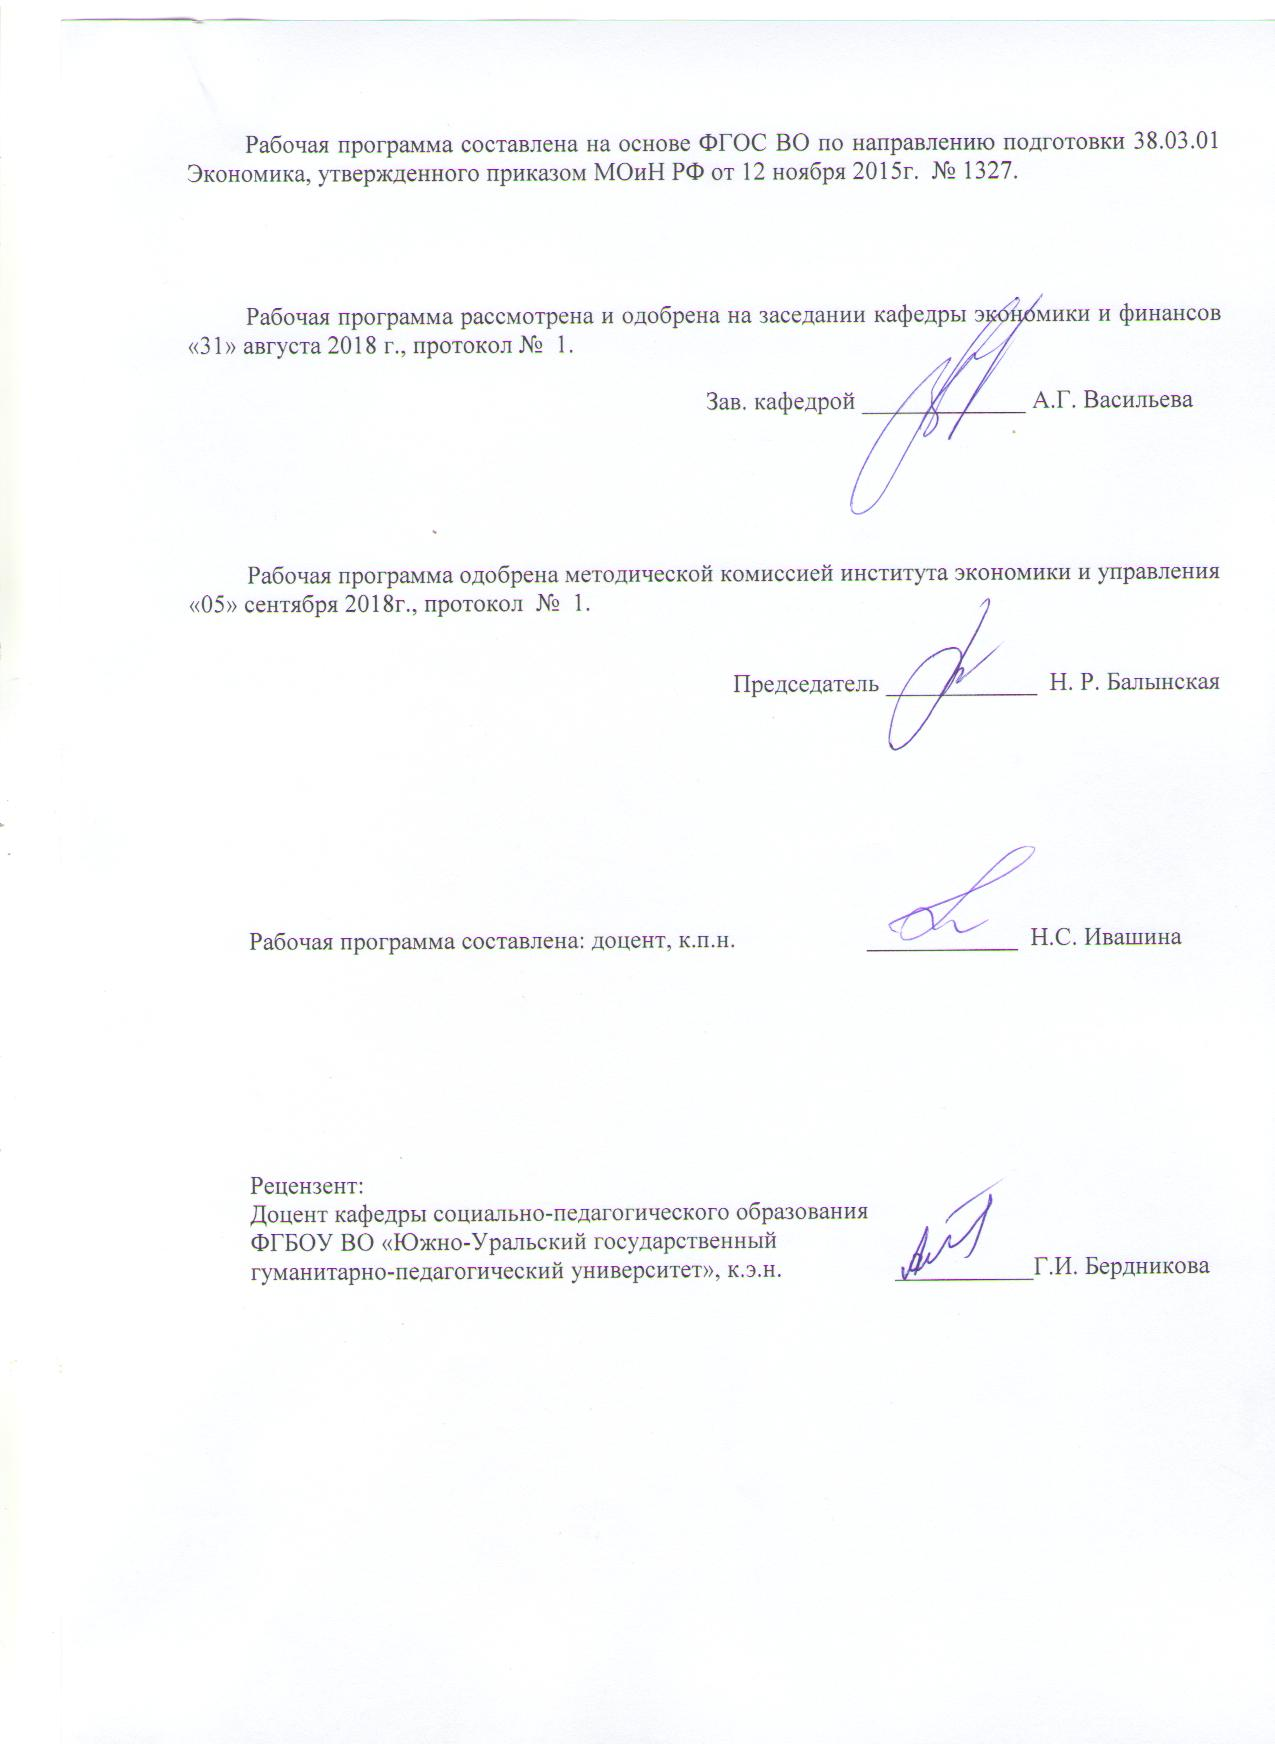 Рабочая программа составлена на основе ФГОС ВО по направлению подготовки 38.03.01
Экономика, утвержденного приказом МОиН РФ от 12 ноября 2015г. № 1327.
Рабочая программа рассмотрена и одобрена на заседании кафедры экономики и финансов
«31» августа 2018 г., протокол № 1.
Зав. кафедрой _____________ А.Г. Васильева
Рабочая программа одобрена методической комиссией института экономики и управления
«05» сентября 2018г., протокол № 1.
Председатель ____________ Н. Р. Балынская
Рабочая программа составлена: доцент, к.п.н. ____________ Н.С. Ивашина
Рецензент:
Доцент кафедры социально-педагогического образования
ФГБОУ ВО «Южно-Уральский государственный
гуманитарно-педагогический университет», к.э.н. ___________Г.И. Бердникова